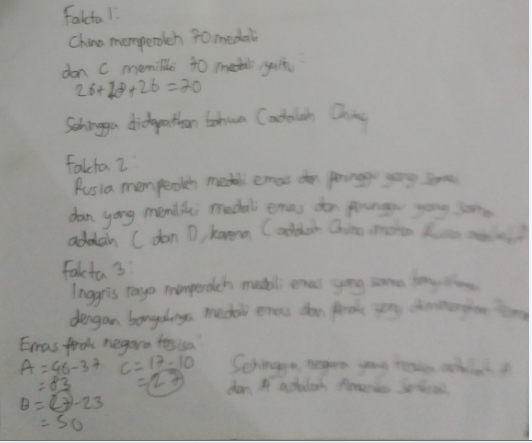 Fakta 1:
China memperoleh 70 medali
dan C memiliki 70 medali yaitu:
26+18+26 = 70
Sehingga didapatkan bahwa C adalah China
Fakta 2:
Rusia memperoleh medali emas dan perunggu yang sama
dan yang memiliki medali emas dan perunggu yang sama
adalah C dan D, karena C adalah China maka Rusia adalah
Fakta 3:
Inggris raya memperoleh medali emas yang sama banyaknya
dengan banyaknya medali emas dan perak yang dimenangkan
Emas perak negara tersisa:
A = 46-37 C = 17-10
= 83 = 27
B = 27-23
= 50
Sehingga, negara yang tersisa adalah A
dan A adalah Amerika Serikat